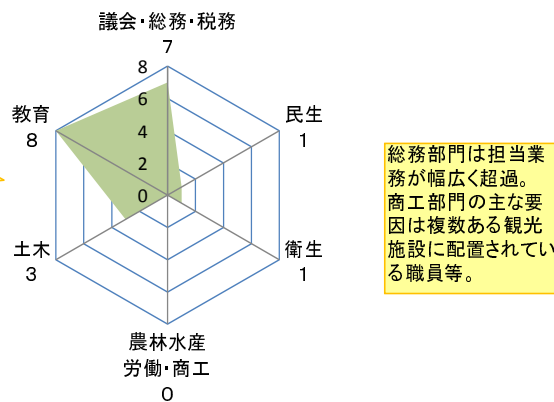 議会・総務・税務
7
8
6
4
2
0
民生
1
衛生
1
農林水産
労働・商工
0
土木
3
教育
8
総務部門は担当業
務が幅広く超過。
商工部門の主な要
因は複数ある観光
施設に配置されてい
る職員等。